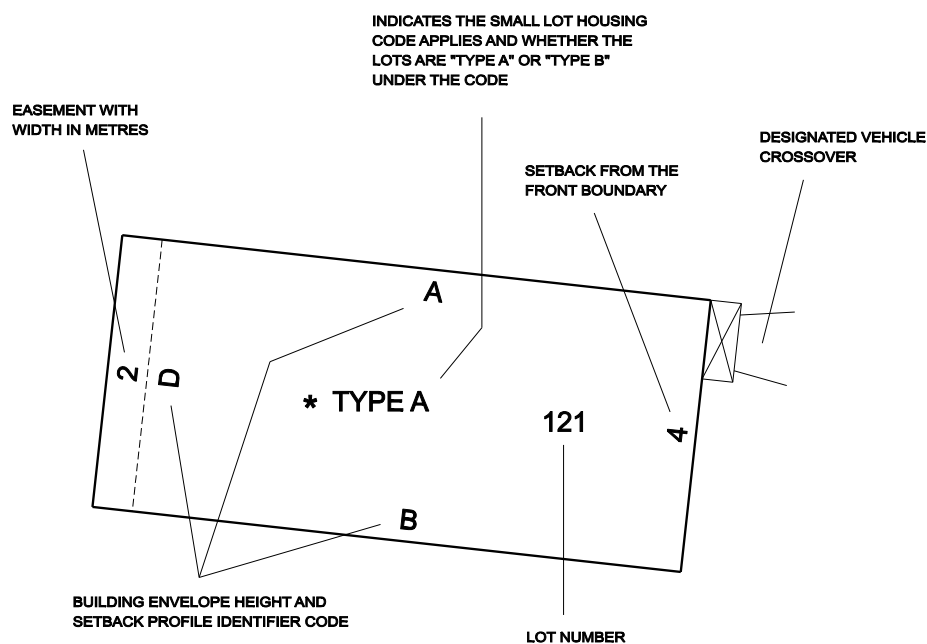 INDICATES THE SMALL LOT HOUSING
CODE APPLIES AND WHETHER THE
LOTS ARE "TYPE A" OR "TYPE B"
UNDER THE CODE
EASEMENT WITH
WIDTH IN METRES
DESIGNATED VEHICLE
CROSSOVER
SETBACK FROM THE
FRONT BOUNDARY
A
2
D
* TYPE A
121
4
B
BUILDING ENVELOPE HEIGHT AND
SETBACK PROFILE IDENTIFIER CODE
LOT NUMBER